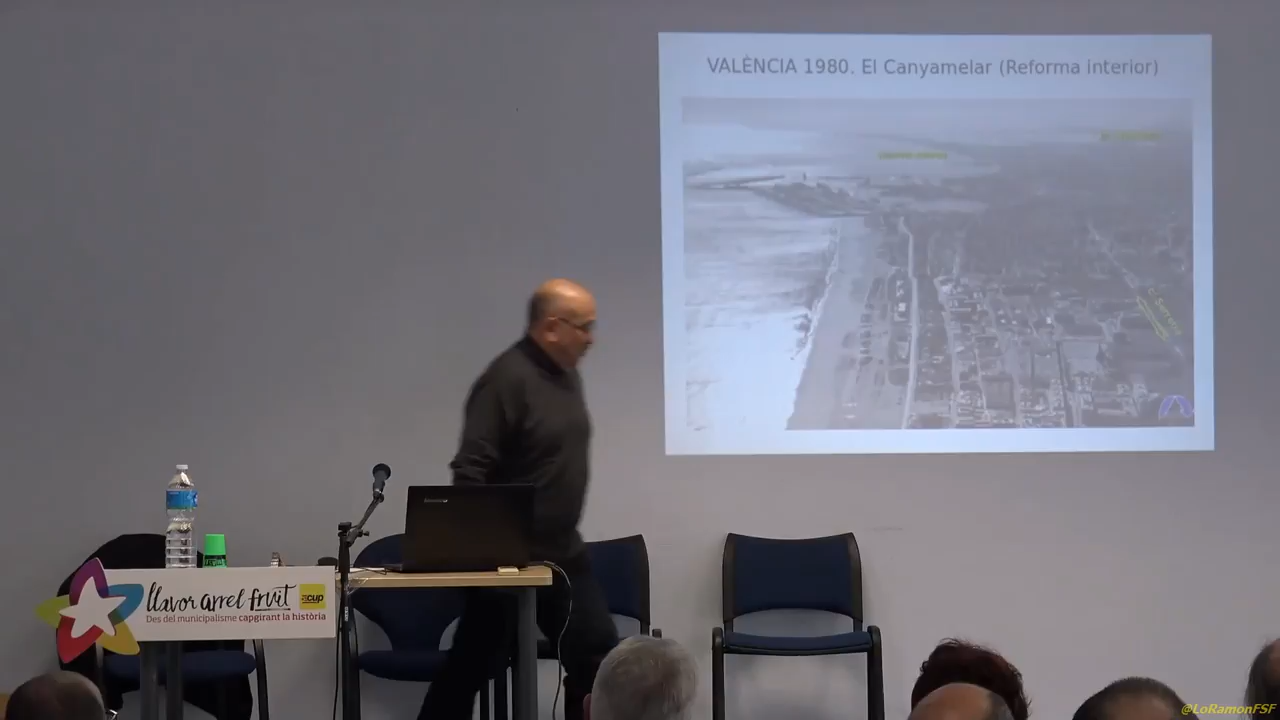 VALÈNCIA 1980. El Canyamelar (Reforma interior)
llavor arrel fruit
cup
Des del municipalisme capgirant la història
@LoRamonFSF